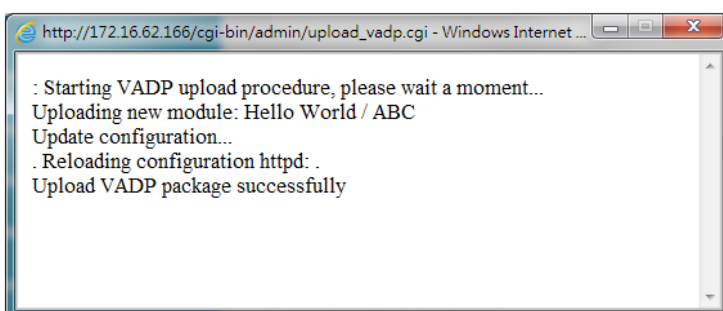 http://172.16.62.166/cgi-bin/admin/upload_vadp.cgi - Windows Internet ...
: Starting VADP upload procedure, please wait a moment...
Uploading new module: Hello World / ABC
Update configuration...
. Reloading configuration httpd: .
Upload VADP package successfully